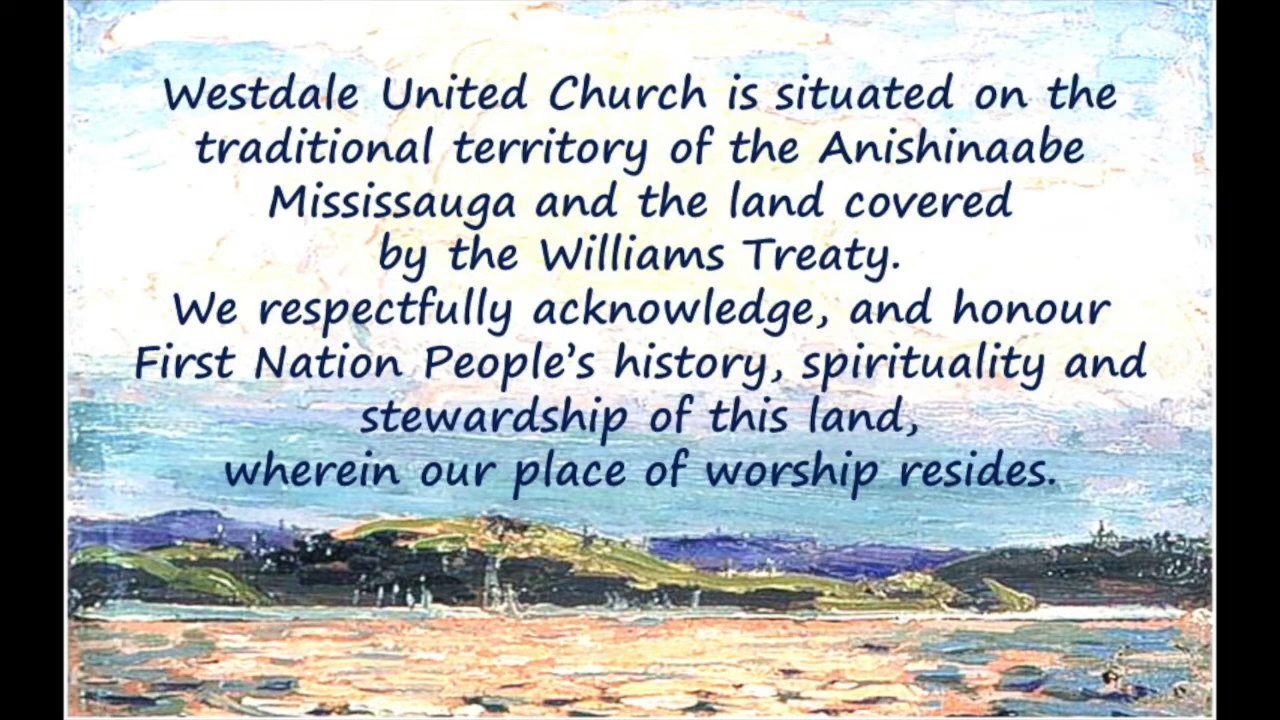 Westdale United Church is situated on the
traditional territory of the Anishinaabe
Mississauga and the land covered
by the Williams Treaty.
We respectfully acknowledge, and honour
First Nation People’s history, spirituality and
stewardship of this land,
wherein our place of worship resides.